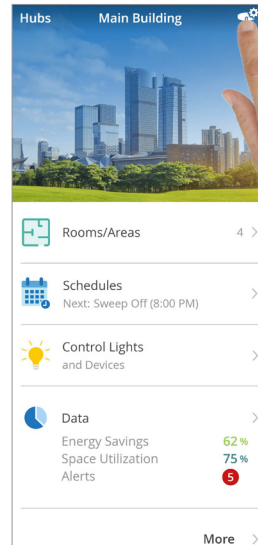 Hubs Main Building
Rooms/Areas 4
Schedules
Next: Sweep Off (8:00 PM)
Control Lights
and Devices
Data
Energy Savings 62 %
Space Utilization 75 %
Alerts 5
More